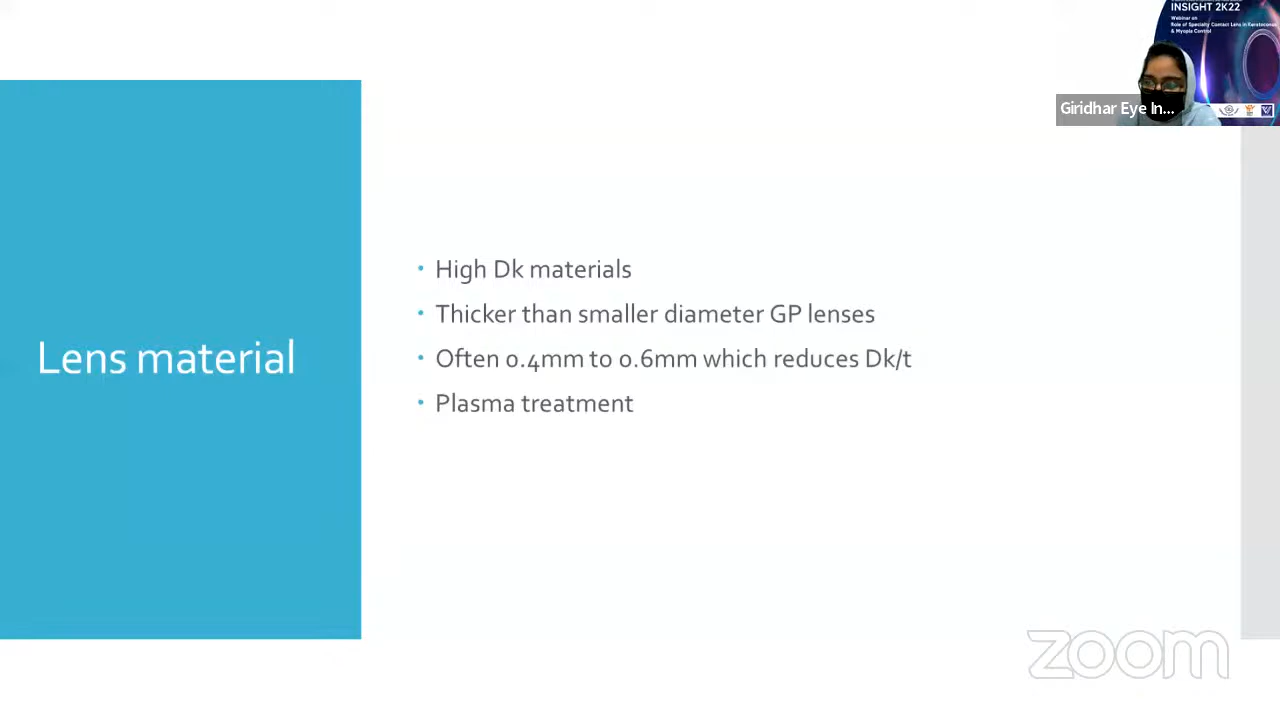 INSIGHT 2K22
Webinar on
Role of Specialty Contact Lens in Keratoconus
& Myopia Control
Giridhar Eye In...
Lens material
• High Dk materials
• Thicker than smaller diameter GP lenses
• Often 0.4mm to 0.6mm which reduces Dk/t
• Plasma treatment
zoom